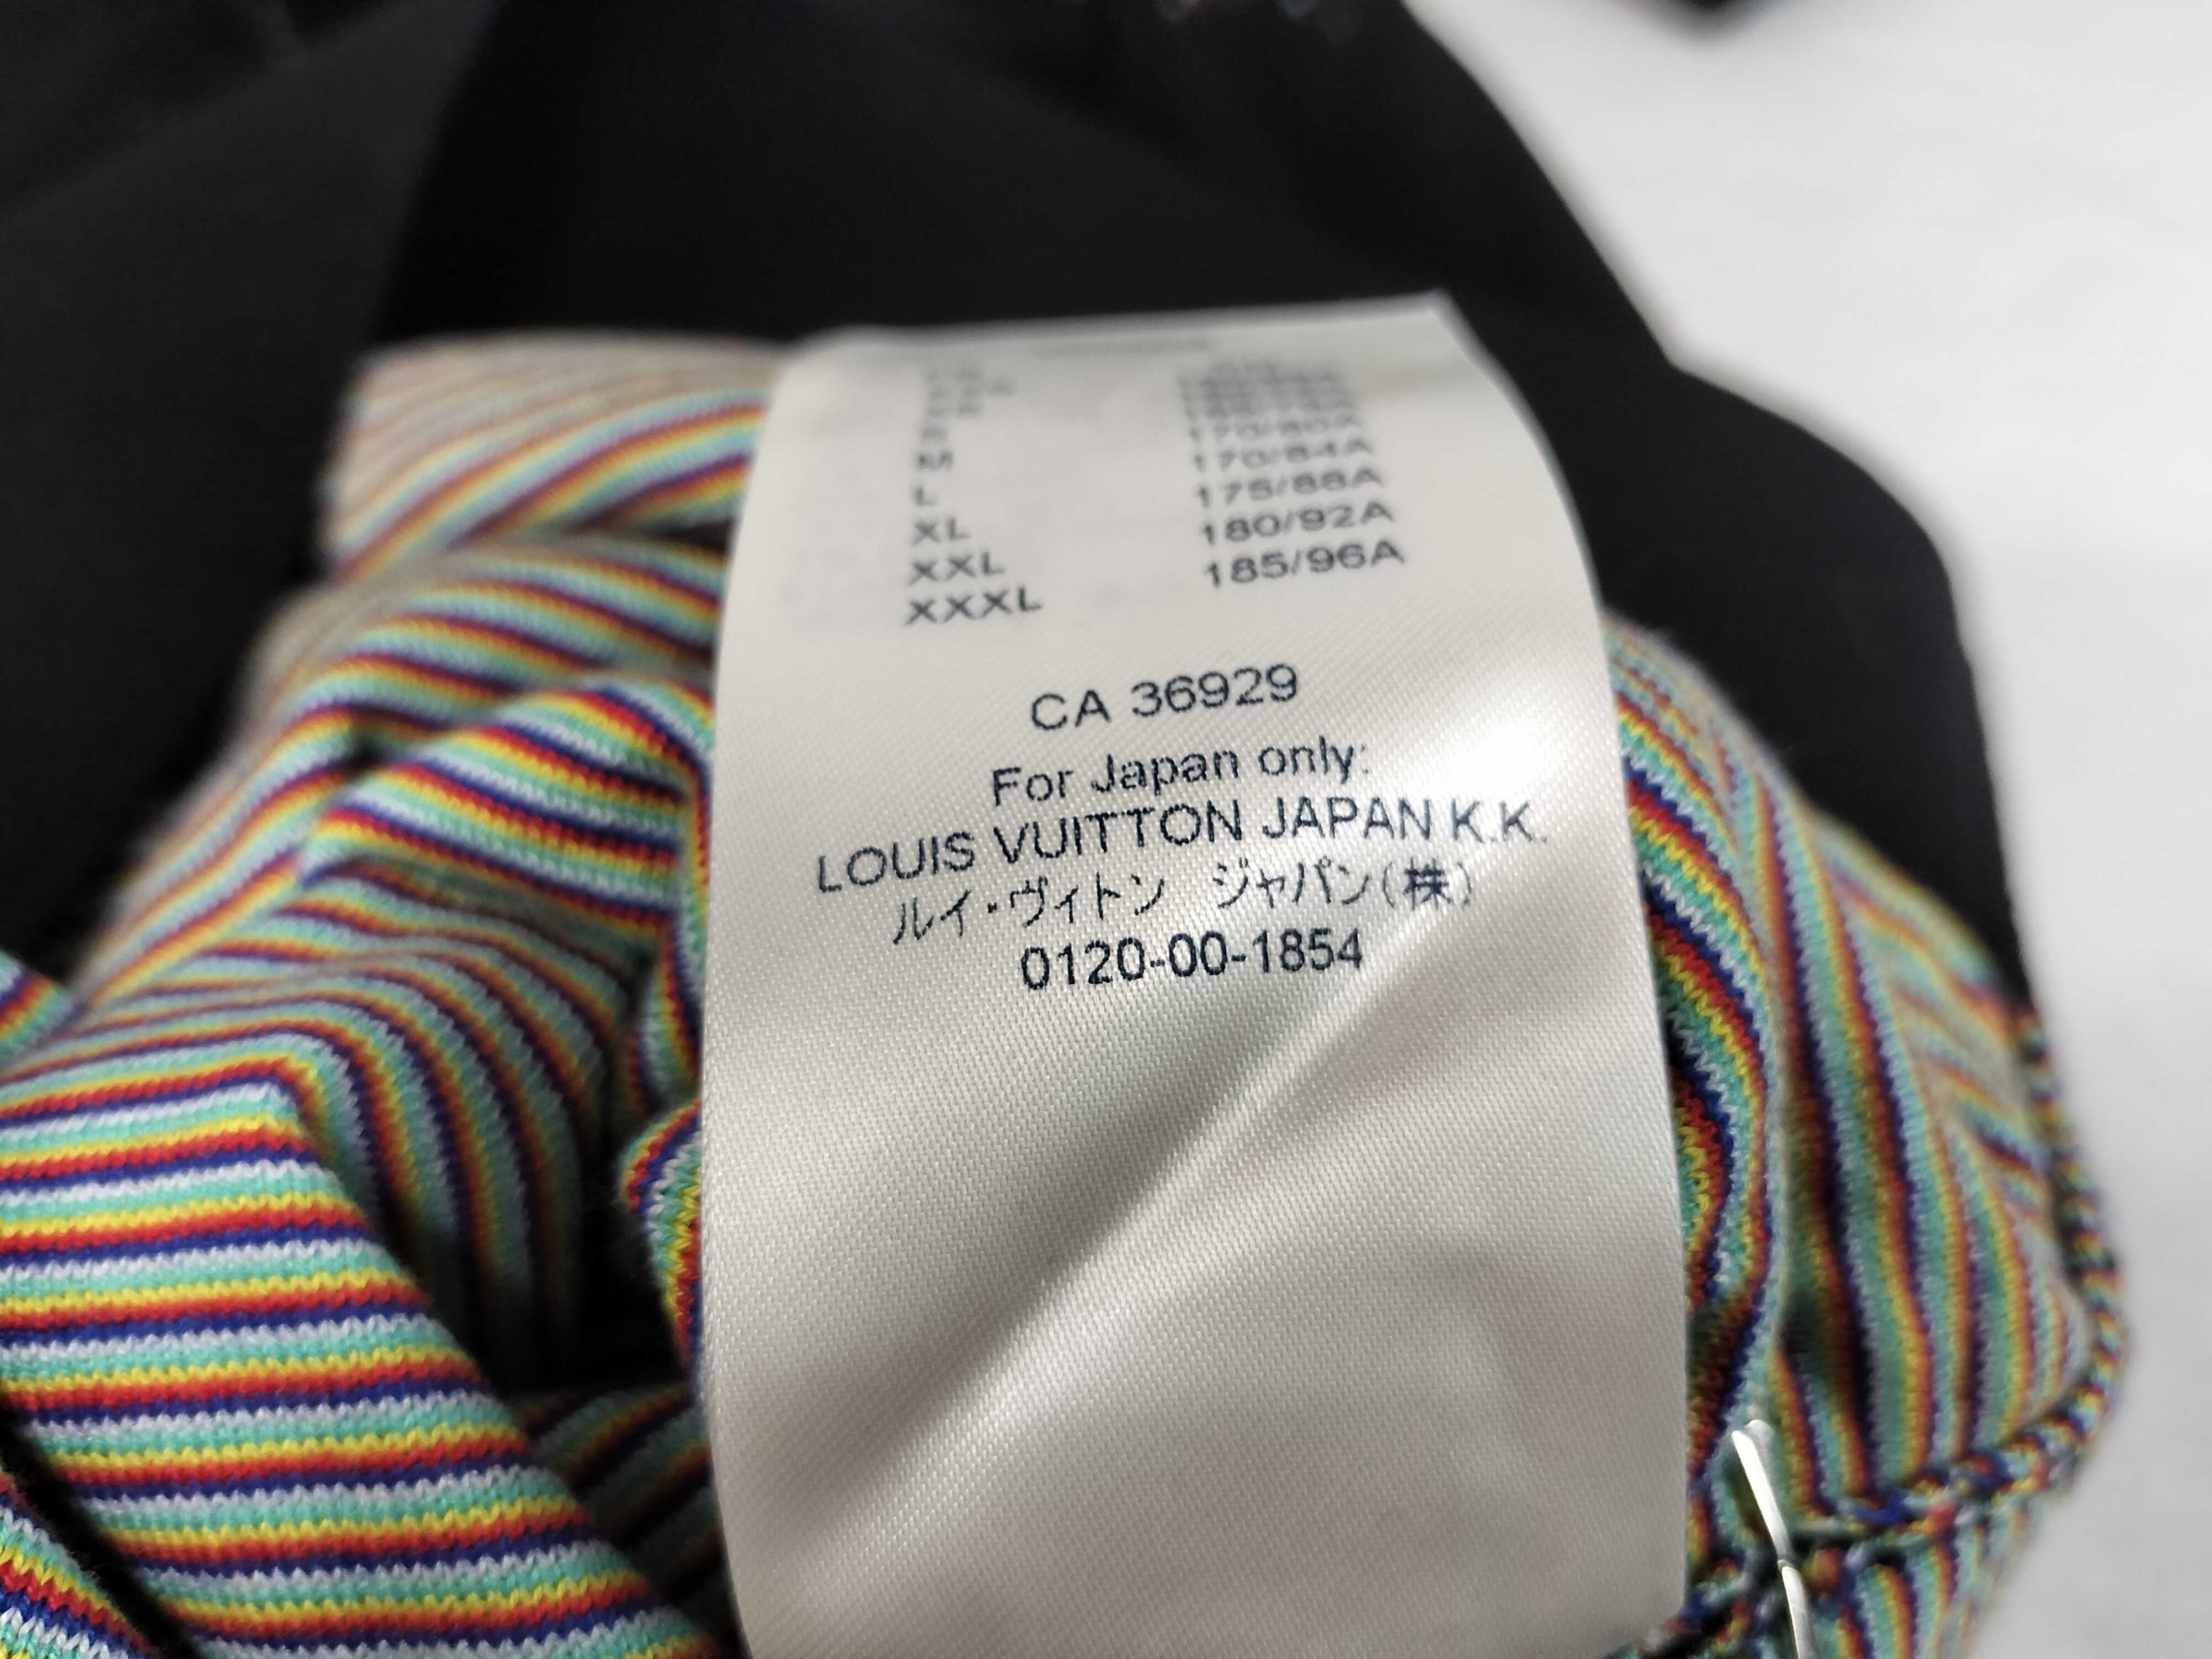 M 170/84A
L 175/88A
XL 180/92A
XXL 185/96A
XXXL
CA 36929
For Japan only:
LOUIS VUITTON JAPAN K.K.
ルイ・ヴィトン ジャパン(株)
0120-00-1854